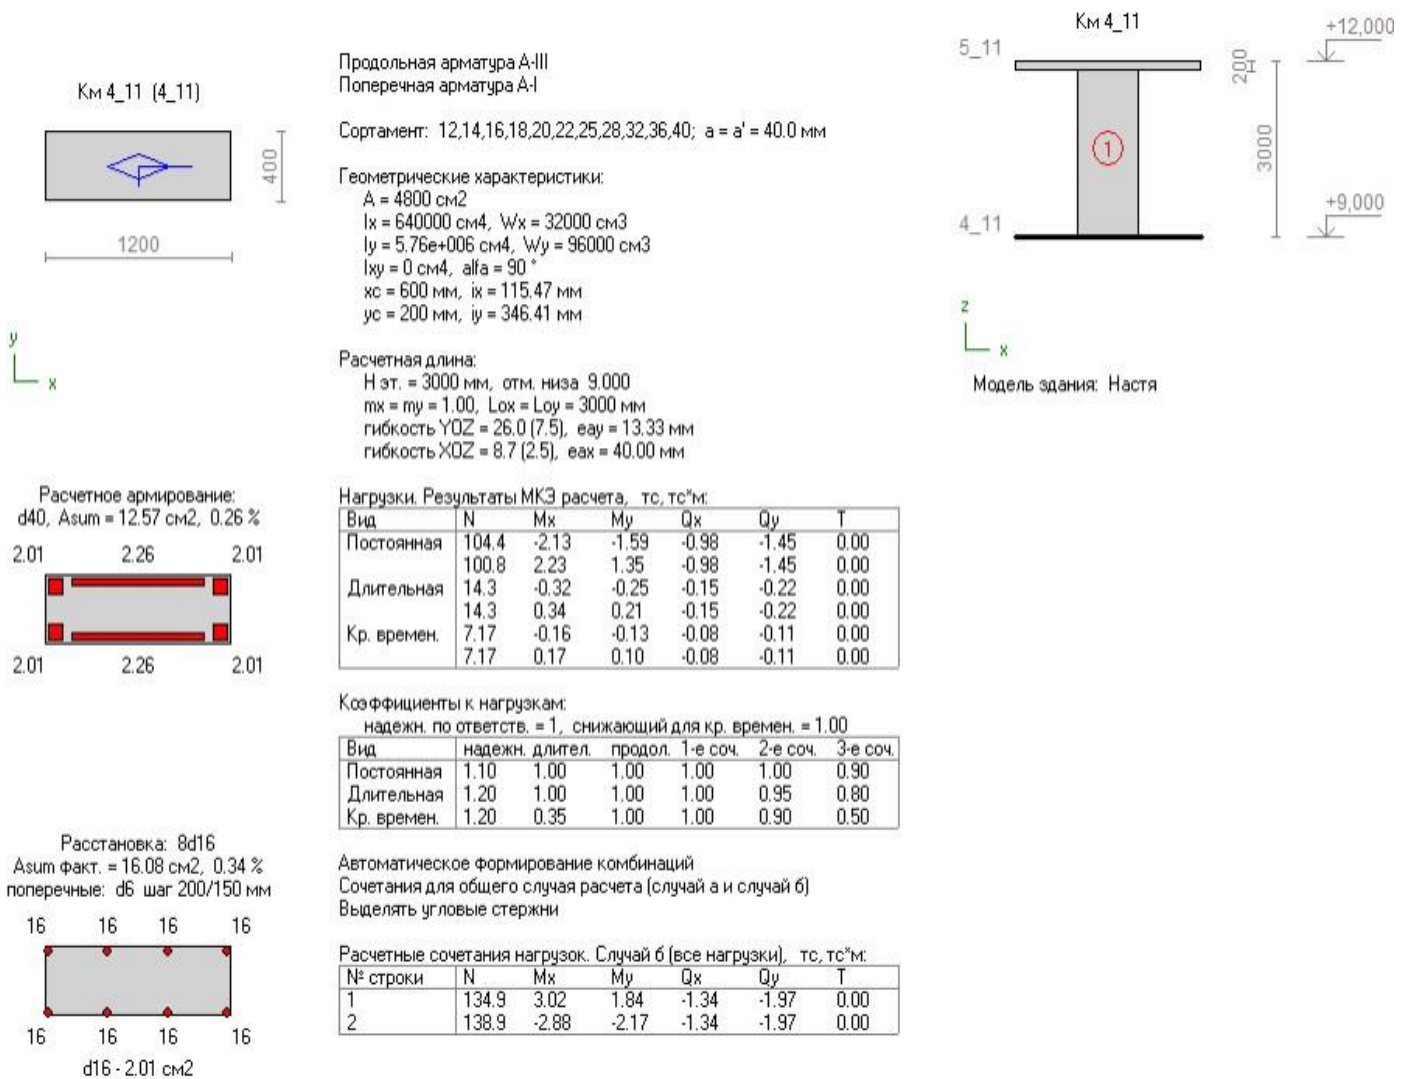 Км 4_11 (4_11)
400
1200
y
x
Расчетное армирование:
d40, Asum = 12.57 см2, 0.26 %
2.01 2.26 2.01
2.01 2.26 2.01
Расстановка: 8d16
Asum факт. = 16.08 см2, 0.34 %
поперечные: d6 шаг 200/150 мм
16 16 16 16
16 16 16 16
d16 - 2.01 см2
Продольная арматура A-III
Поперечная арматура A-I
Сортамент: 12,14,16,18,20,22,25,28,32,36,40; a = a' = 40.0 мм
Геометрические характеристики:
A = 4800 см2
Ix = 640000 см4, Wx = 32000 см3
Iy = 5.76e+006 см4, Wy = 96000 см3
Ixy = 0 см4, alfa = 90 °
xc = 600 мм, ix = 115.47 мм
yc = 200 мм, iy = 346.41 мм
Расчетная длина:
Н эт. = 3000 мм, отм. низа 9.000
mx = my = 1.00, Lox = Loy = 3000 мм
гибкость YOZ = 26.0 (7.5), eay = 13.33 мм
гибкость XOZ = 8.7 (2.5), eax = 40.00 мм
Нагрузки. Результаты МКЭ расчета, тс, тс*м:
Вид N Mx My Qx Qy T
Постоянная 104.4 -2.13 -1.59 -0.98 -1.45 0.00
100.8 2.23 1.35 -0.98 -1.45 0.00
Длительная 14.3 -0.32 -0.25 -0.15 -0.22 0.00
14.3 0.34 0.21 -0.15 -0.22 0.00
Кр. времен. 7.17 -0.16 -0.13 -0.08 -0.11 0.00
7.17 0.17 0.10 -0.08 -0.11 0.00
Коэффициенты к нагрузкам:
надежн. по ответств. = 1, снижающий для кр. времен. = 1.00
Вид надежн. длител. продол. 1-е соч. 2-е соч. 3-е соч.
Постоянная 1.10 1.00 1.00 1.00 1.00 0.90
Длительная 1.20 1.00 1.00 1.00 0.95 0.80
Кр. времен. 1.20 0.35 1.00 1.00 0.90 0.50
Автоматическое формирование комбинаций
Сочетания для общего случая расчета (случай а и случай б)
Выделять угловые стержни
Расчетные сочетания нагрузок. Случай б (все нагрузки), тс, тс*м:
№ строки N Mx My Qx Qy T
1 134.9 3.02 1.84 -1.34 -1.97 0.00
2 138.9 -2.88 -2.17 -1.34 -1.97 0.00
Км 4_11
5_11
+12,000
200
1
3000
4_11
+9,000
z
x
Модель здания: Настя